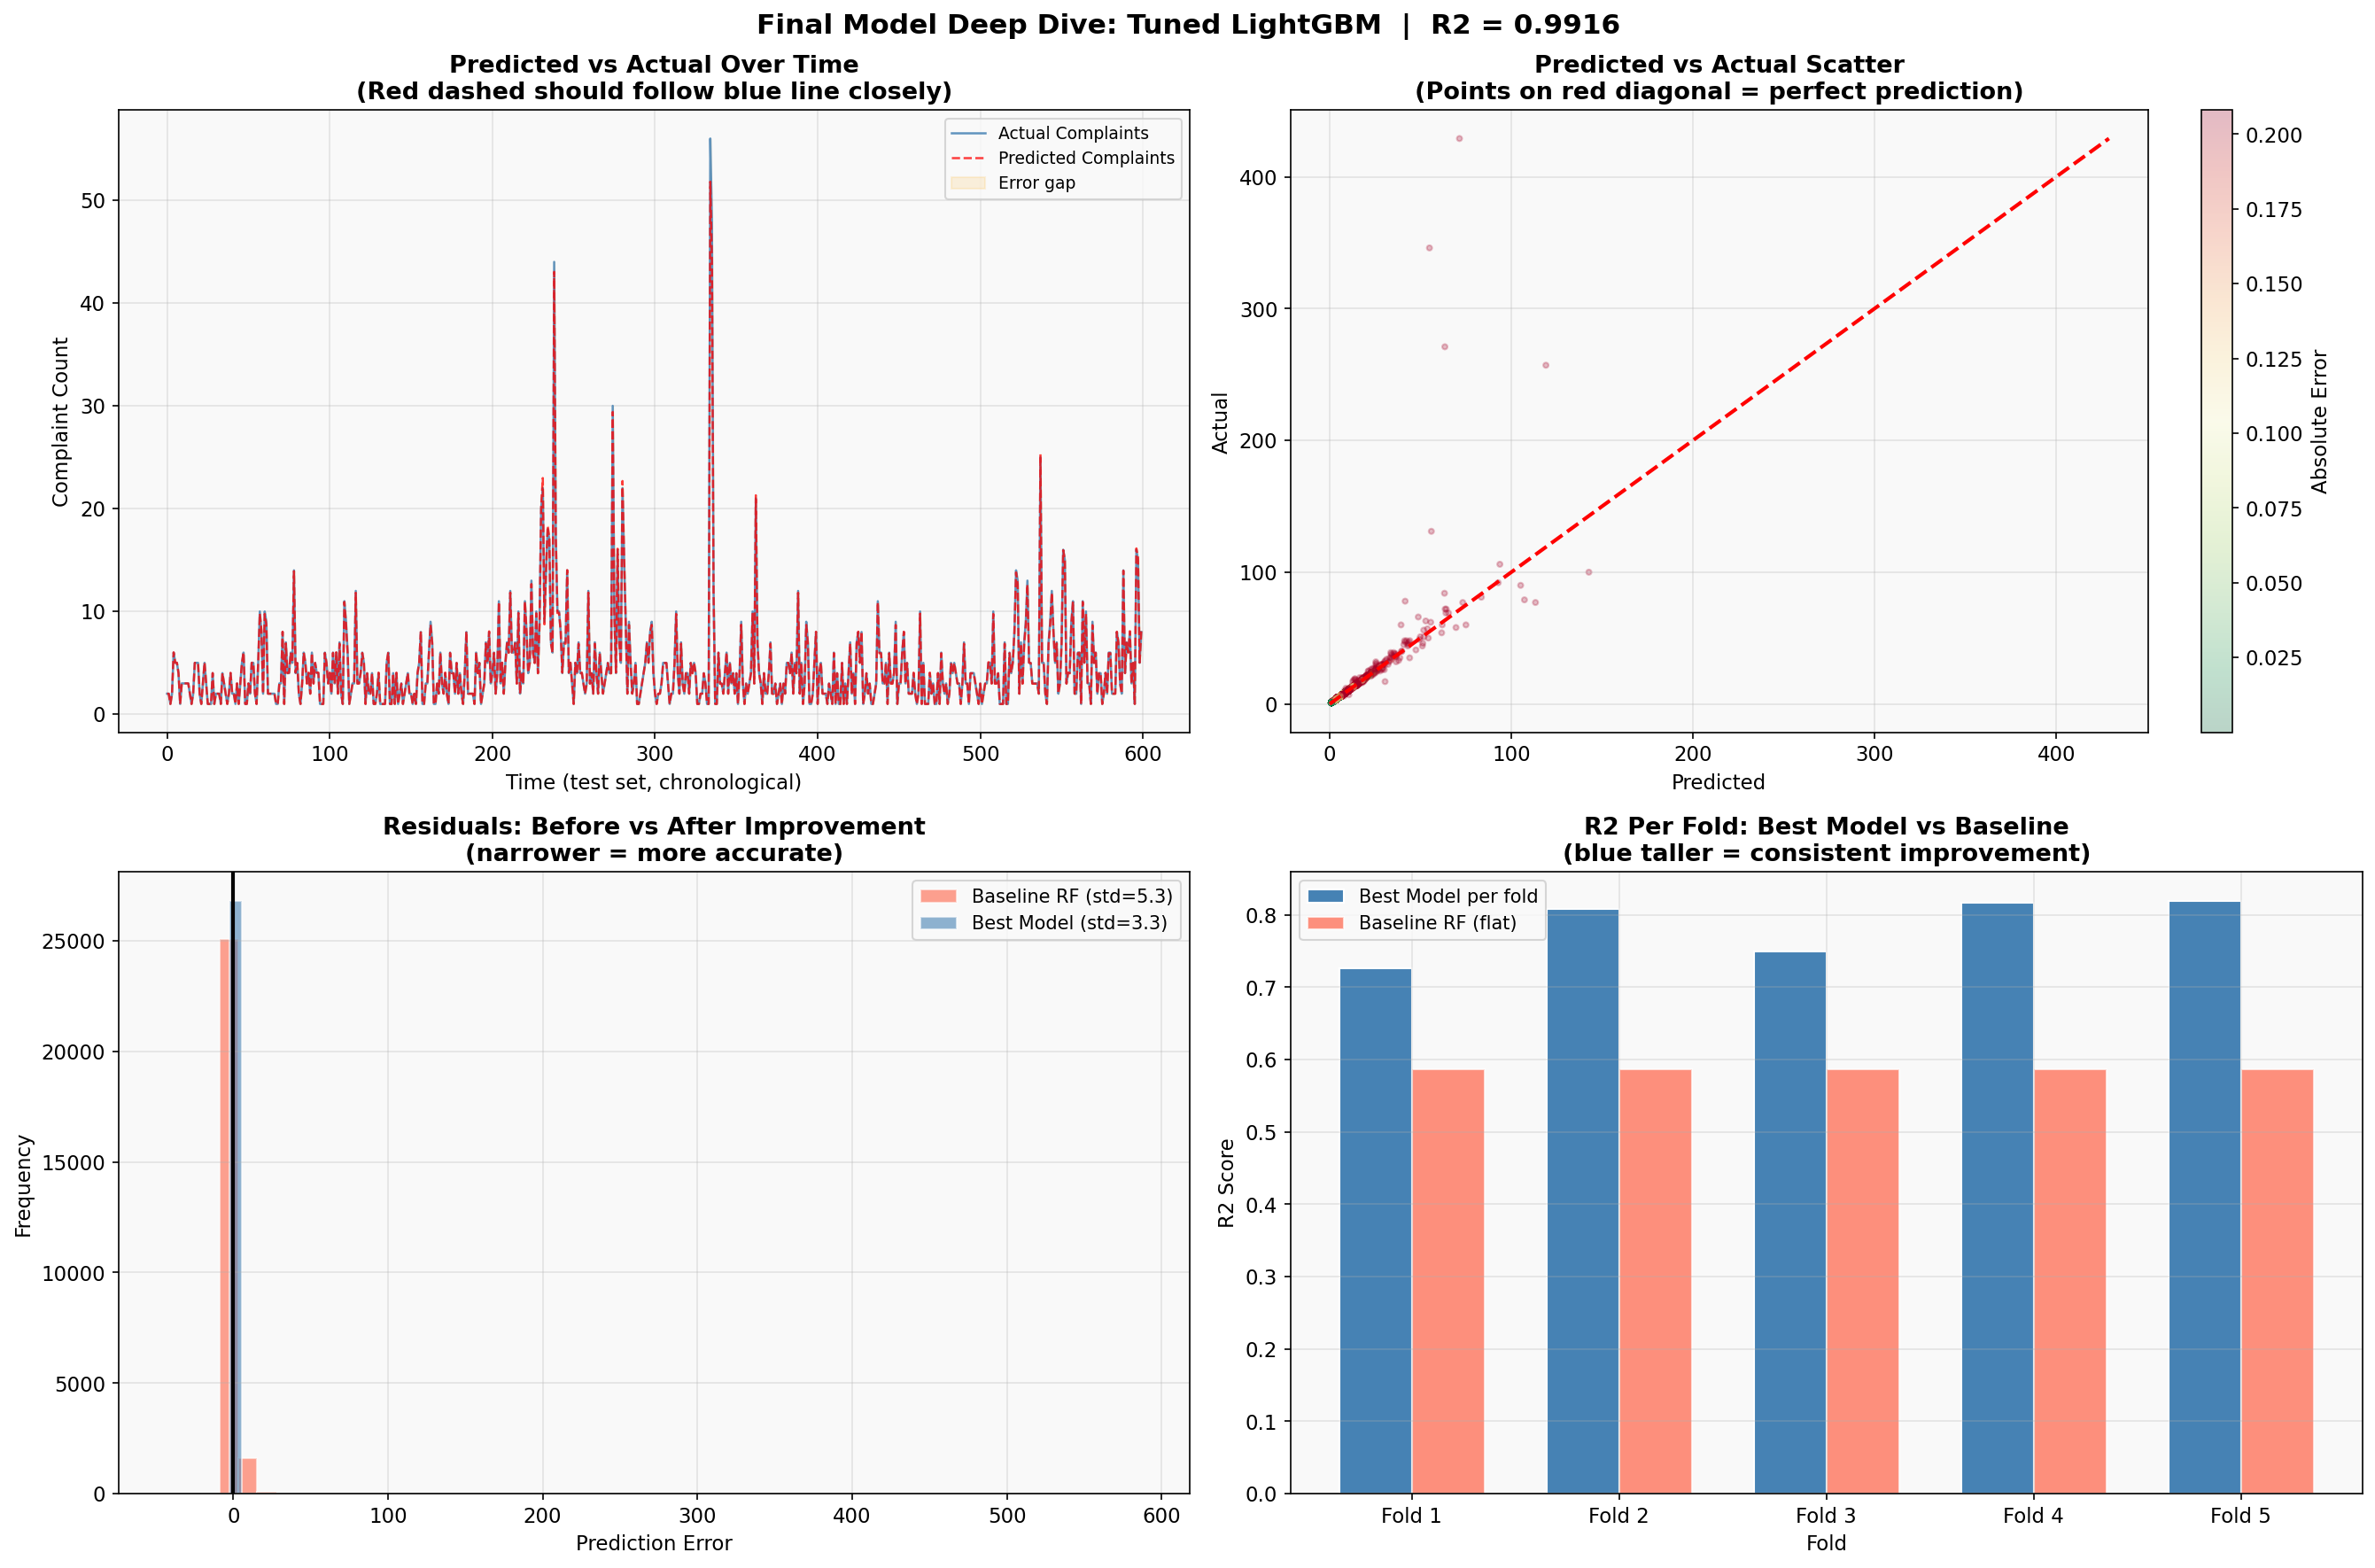 Final Model Deep Dive: Tuned LightGBM | R2 = 0.9916
Predicted vs Actual Over Time
(Red dashed should follow blue line closely)
Actual Complaints
Predicted Complaints
Error gap
Complaint Count
50
40
30
20
10
0
0 100 200 300 400 500 600
Time (test set, chronological)
Predicted vs Actual Scatter
(Points on red diagonal = perfect prediction)
Actual
400
300
200
100
0
0 100 200 300 400
Predicted
0.200
0.175
0.150
0.125
0.100
0.075
0.050
0.025
Absolute Error
Residuals: Before vs After Improvement
(narrower = more accurate)
Baseline RF (std=5.3)
Best Model (std=3.3)
Frequency
25000
20000
15000
10000
5000
0
0 100 200 300 400 500 600
Prediction Error
R2 Per Fold: Best Model vs Baseline
(blue taller = consistent improvement)
Best Model per fold
Baseline RF (flat)
R2 Score
0.8
0.7
0.6
0.5
0.4
0.3
0.2
0.1
0.0
Fold 1 Fold 2 Fold 3 Fold 4 Fold 5
Fold